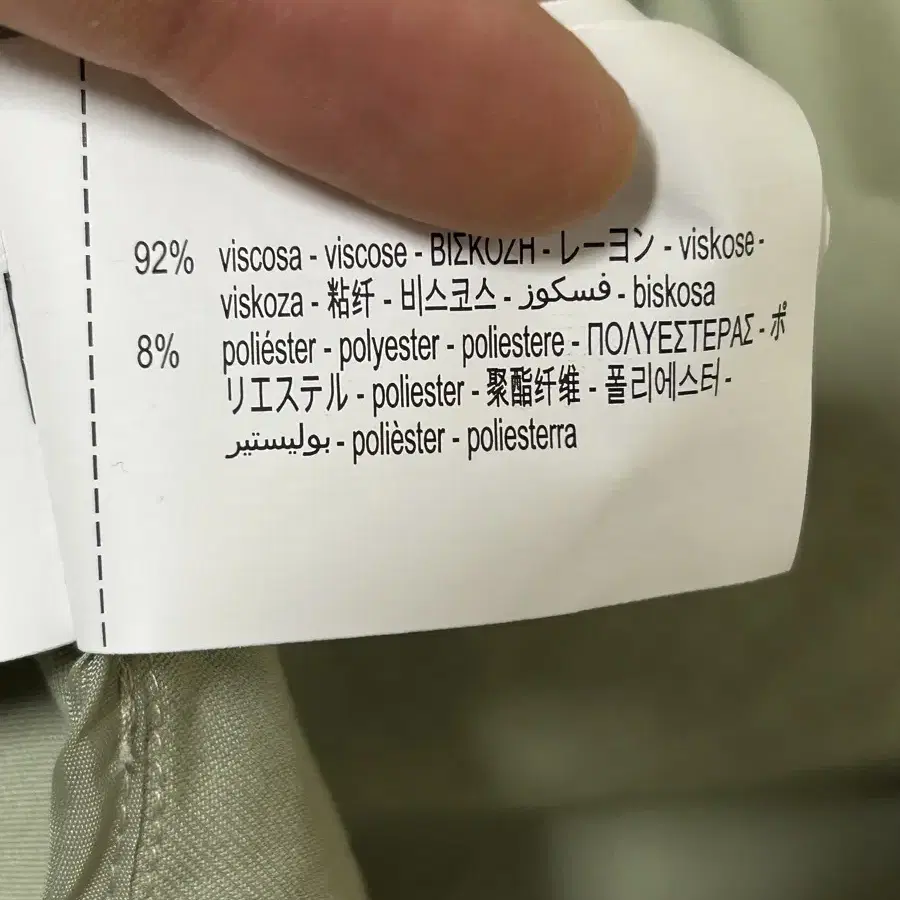 92% viscosa - viscose - ΒΙΣΚΟΖΗ - レーヨン - viskose -
viskoza - 粘纤 - 비스코스 - فسكوز - biskosa
8% poliéster - polyester - poliestere - ΠΟΛΥΕΣΤΕΡΑΣ - ポ
リエステル - poliester - 聚酯纤维 - 폴리에스터 -
بوليستير - polièster - poliesterra